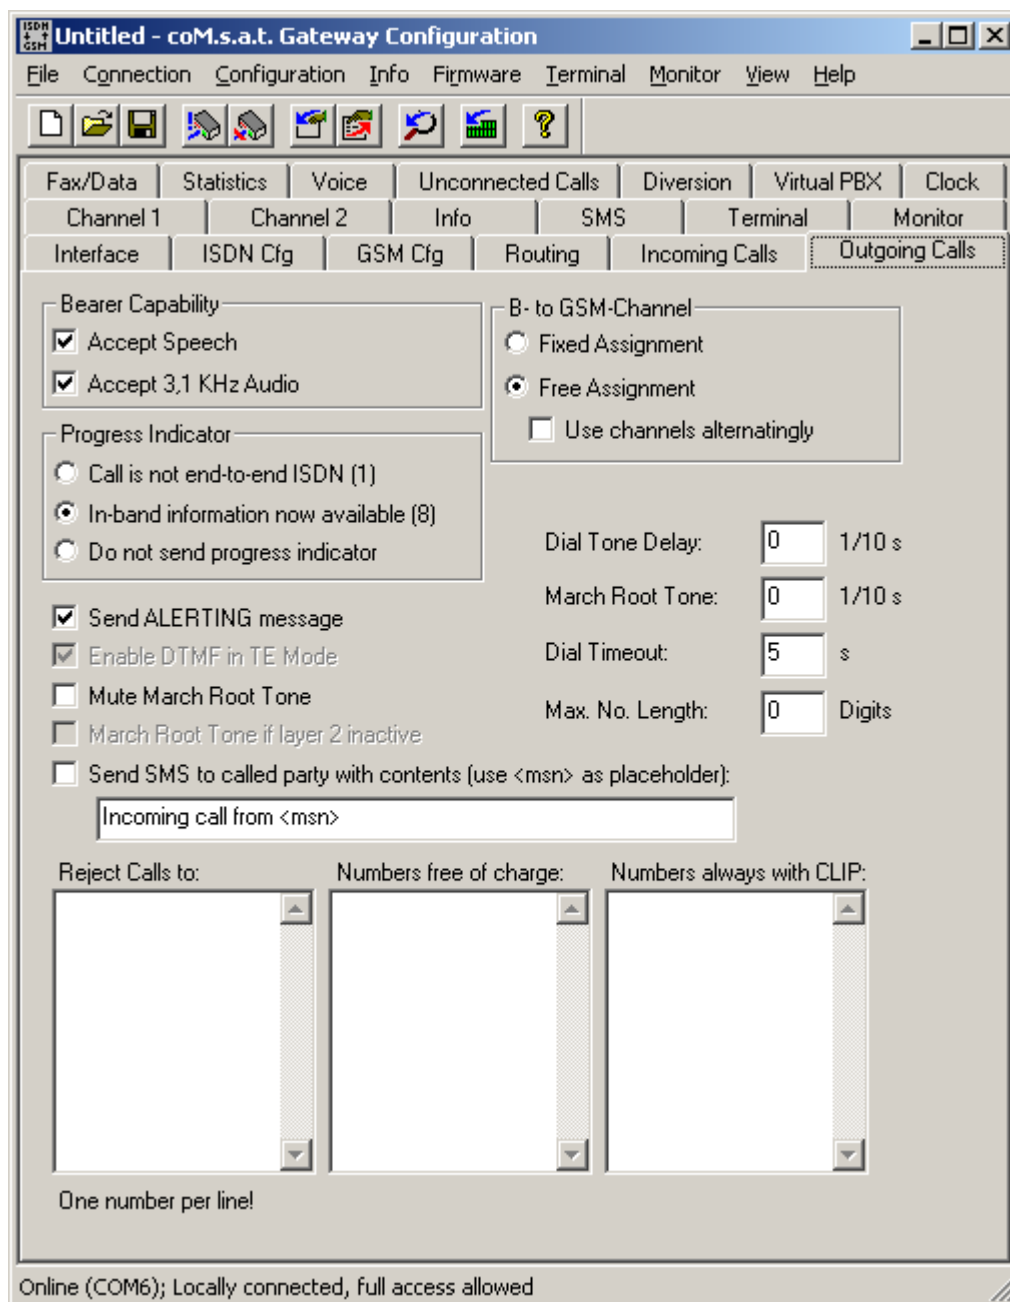 ISDN
GSM
Untitled - coM.s.a.t. Gateway Configuration
File Connection Configuration Info Firmware Terminal Monitor View Help
Fax/Data Statistics Voice Unconnected Calls Diversion Virtual PBX Clock
Channel 1 Channel 2 Info SMS Terminal Monitor
Interface ISDN Cfg GSM Cfg Routing Incoming Calls Outgoing Calls
Bearer Capability
Accept Speech
Accept 3,1 KHz Audio
B- to GSM-Channel
Fixed Assignment
Free Assignment
Use channels alternatingly
Progress Indicator
Call is not end-to-end ISDN (1)
In-band information now available (8)
Do not send progress indicator
Dial Tone Delay: 0 1/10 s
March Root Tone: 0 1/10 s
Dial Timeout: 5 s
Max. No. Length: 0 Digits
Send ALERTING message
Enable DTMF in TE Mode
Mute March Root Tone
March Root Tone if layer 2 inactive
Send SMS to called party with contents (use <msn> as placeholder):
Incoming call from <msn>
Reject Calls to: Numbers free of charge: Numbers always with CLIP:
One number per line!
Online (COM6); Locally connected, full access allowed